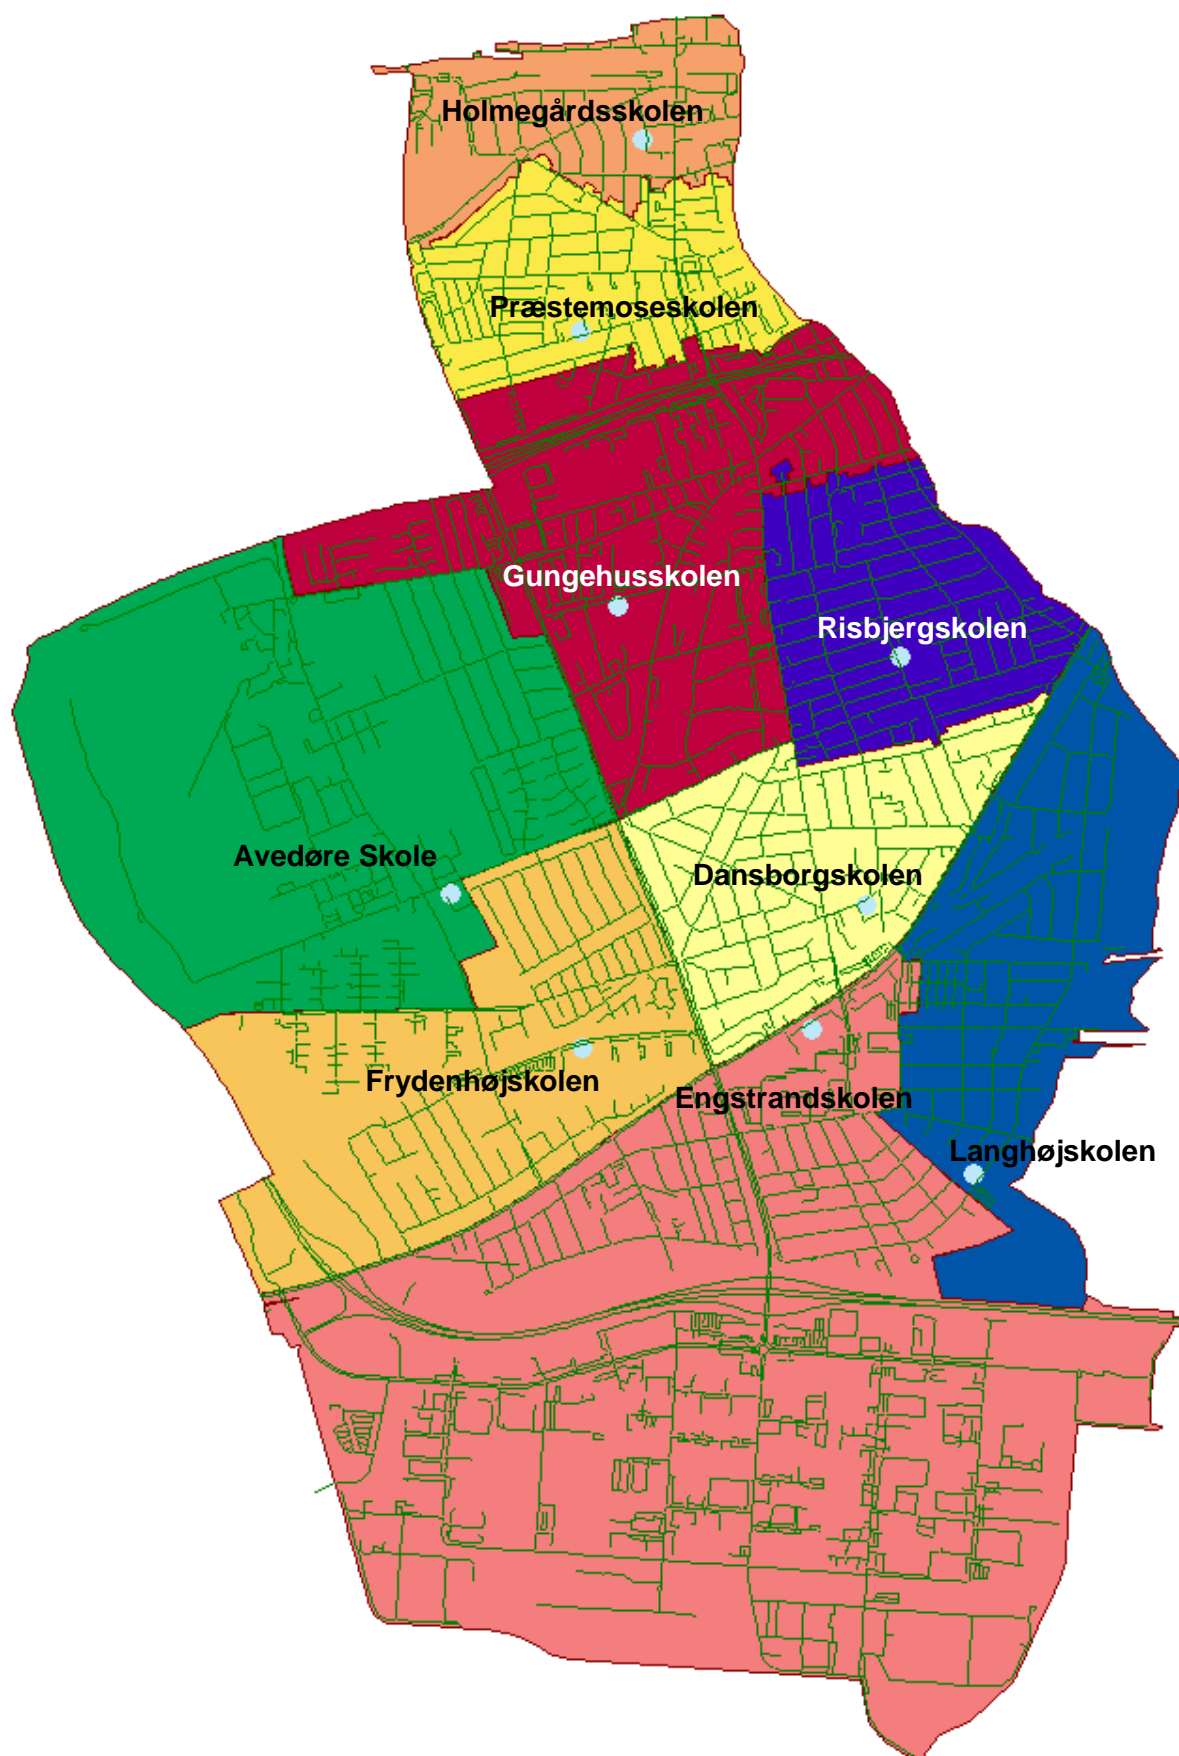 Holmegårdsskolen
Præstemoseskolen
Gungehusskolen
Risbjergskolen
Avedøre Skole
Dansborgskolen
Frydenhøjskolen
Engstrandskolen
Langhøjskolen